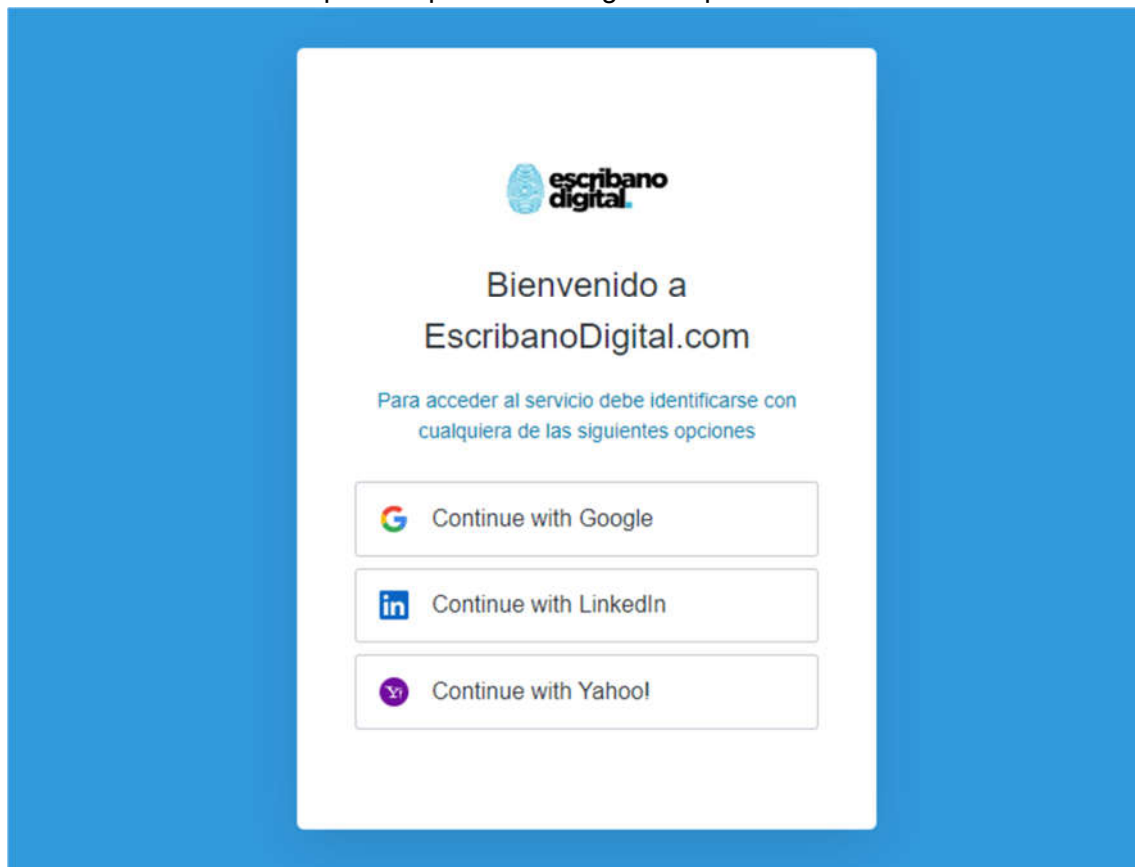 escribano
digital.
Bienvenido a
EscribanoDigital.com
Para acceder al servicio debe identificarse con
cualquiera de las siguientes opciones
Continue with Google
in Continue with LinkedIn
Y! Continue with Yahoo!